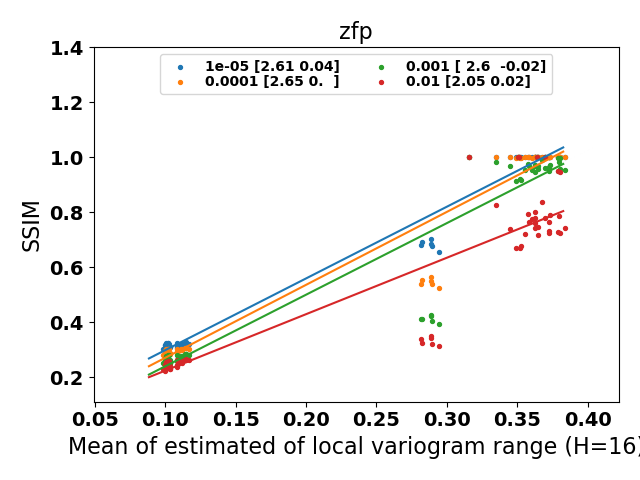 zfp
1e-05 [2.61 0.04]
0.001 [ 2.6  -0.02]
0.0001 [2.65 0.  ]
0.01 [2.05 0.02]
1.4
1.2
1.0
0.8
0.6
0.4
0.2
SSIM
0.05 0.10 0.15 0.20 0.25 0.30 0.35 0.40
Mean of estimated of local variogram range (H=16)